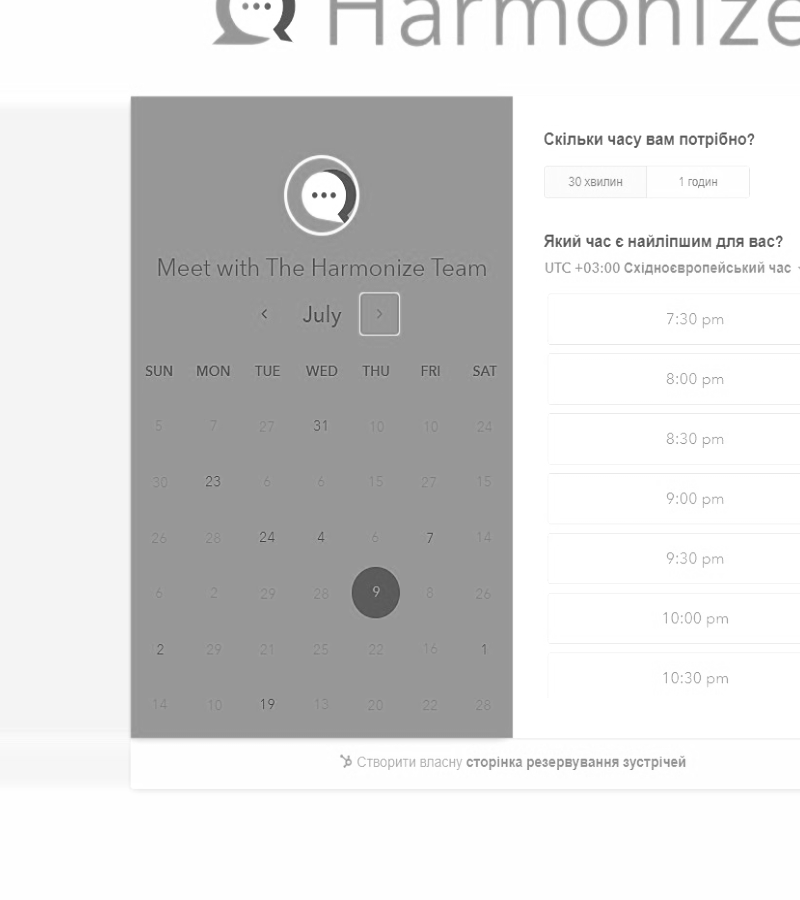 Harmonize
Meet with The Harmonize Team
July
SUN MON TUE WED THU FRI SAT
5 7 27 31 10 10 24
30 23 6 6 15 27 15
26 28 24 4 6 7 14
6 2 29 28 9 8 26
2 29 21 25 22 16 1
14 10 19 13 20 22 28
Скільки часу вам потрібно?
30 хвилин 1 годин
Який час є найліпшим для вас?
UTC +03:00 Східноєвропейський час
7:30 pm
8:00 pm
8:30 pm
9:00 pm
9:30 pm
10:00 pm
10:30 pm
Створити власну сторінка резервування зустрічей